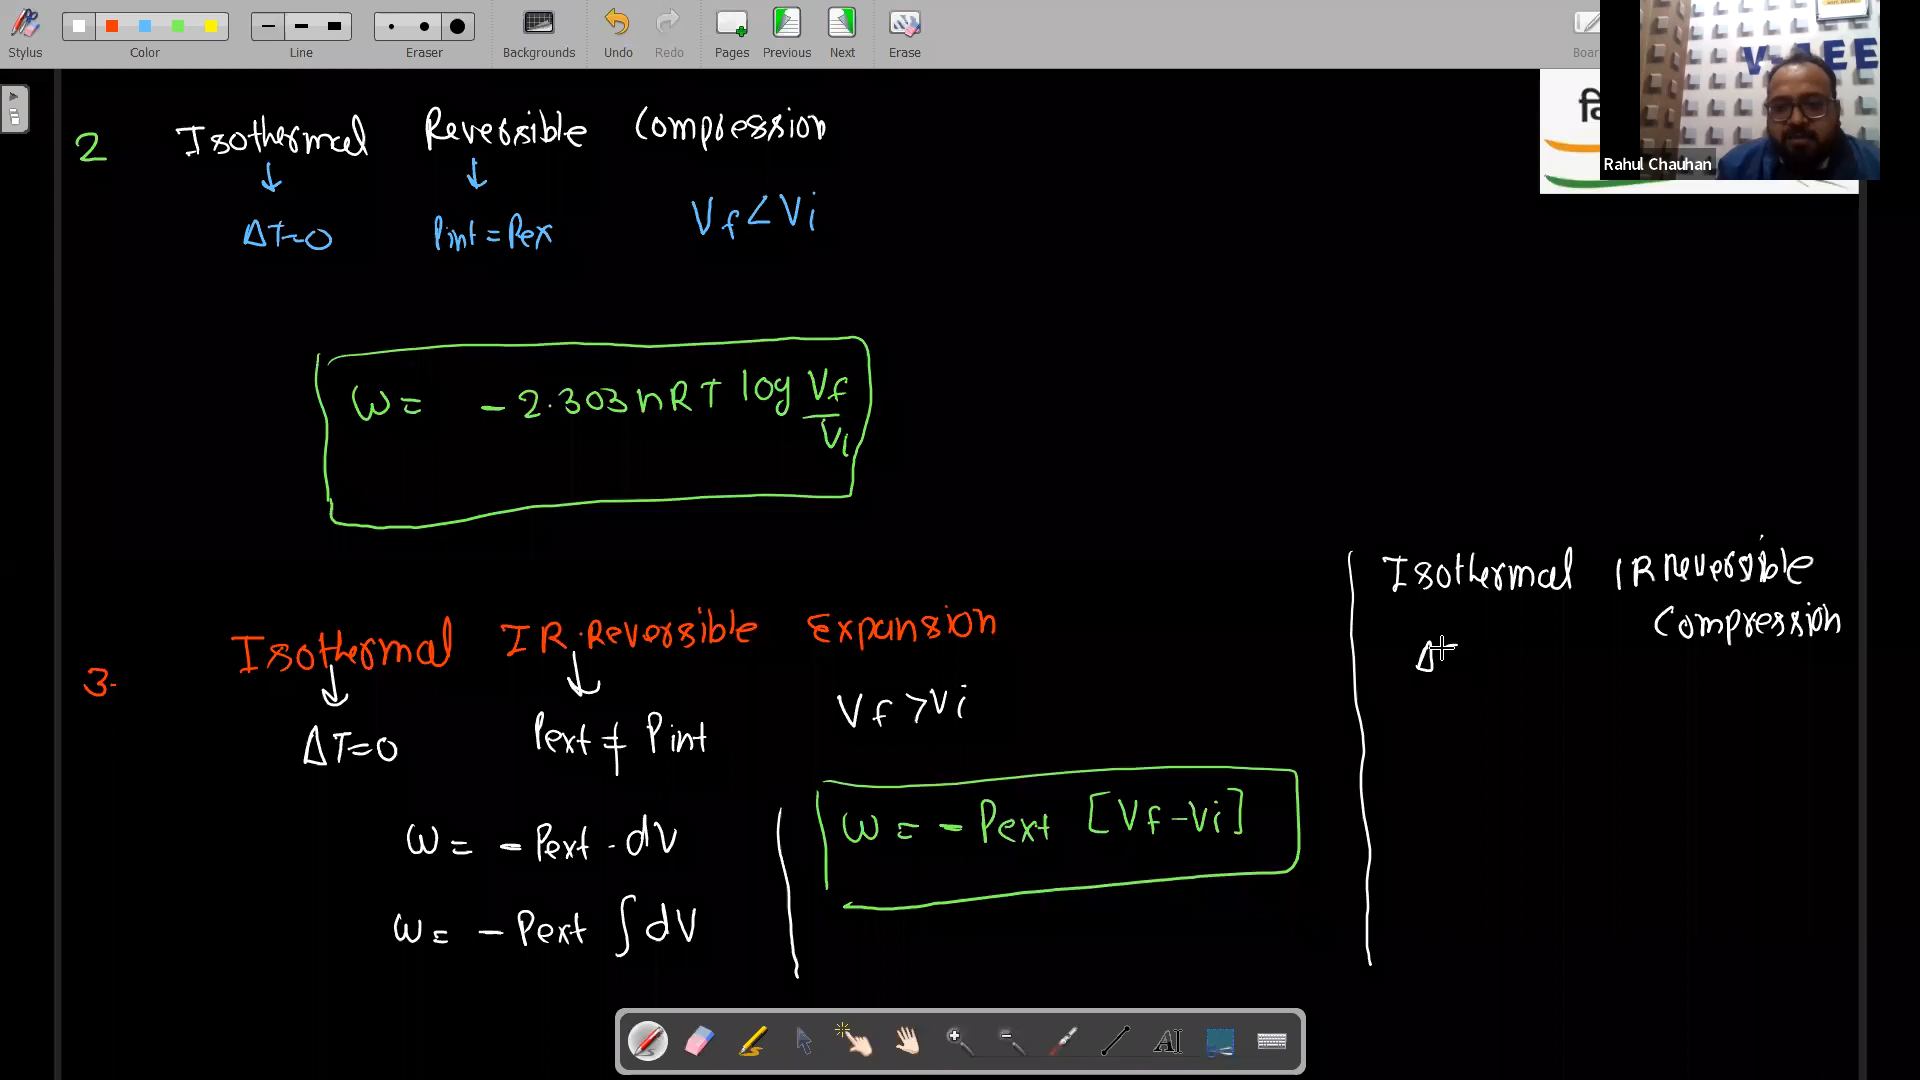 Stylus
Color
Line
Eraser
Backgrounds
Undo
Redo
Pages
Previous
Next
Erase
V-JEE
Rahul Chauhan
2 Isothermal Reversible Compression
ΔT=0 Pint = Pex Vf < Vi
W = - 2.303 nRT log Vf/Vi
3. Isothermal IR.Reversible Expansion
ΔT=0 Pext ≠ Pint Vf > Vi
W = - Pext . dV
W = - Pext ∫ dV
W = - Pext [Vf - Vi]
Isothermal IRreversible
Compression
Δ